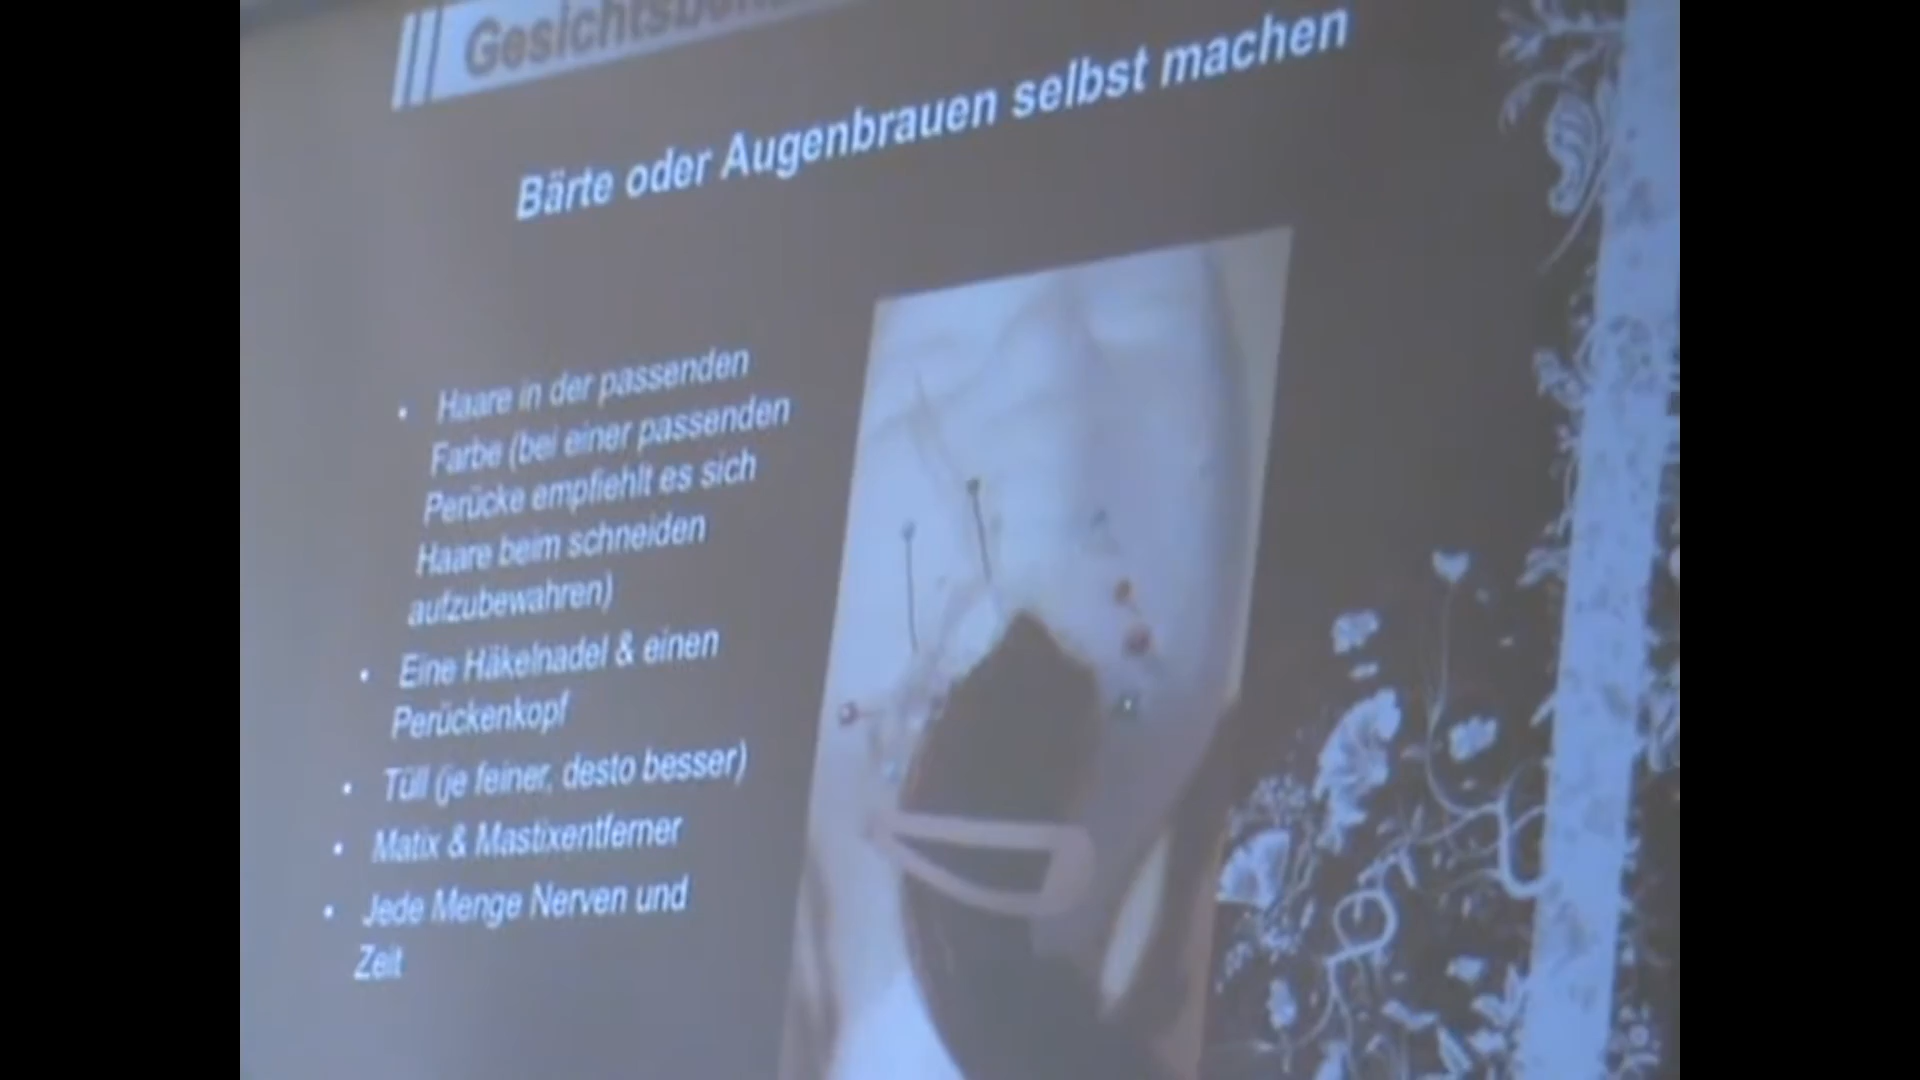 Bärte oder Augenbrauen selbst machen
• Haare in der passenden
Farbe (bei einer passenden
Perücke empfiehlt es sich
Haare beim schneiden
aufzubewahren)
• Eine Häkelnadel & einen
Perückenkopf
• Tüll (je feiner, desto besser)
• Matix & Mastixentferner
• Jede Menge Nerven und
Zeit